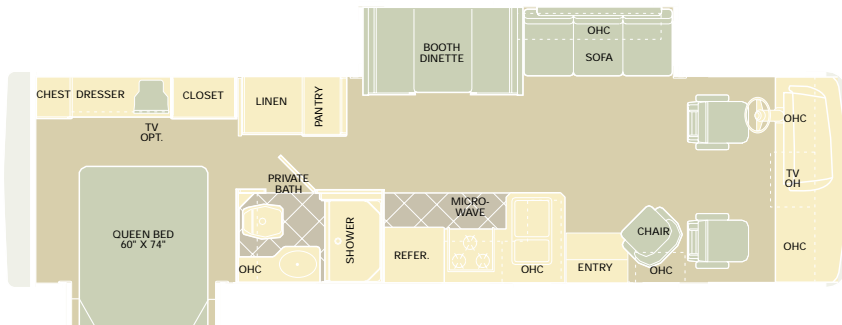 OHC
BOOTH
DINETTE
SOFA
CHEST
DRESSER
CLOSET
LINEN
PANTRY
TV
OPT.
OHC
TV
OH
OHC
PRIVATE
BATH
MICRO-
WAVE
QUEEN BED
60" X 74"
SHOWER
CHAIR
REFER.
OHC
OHC
ENTRY
OHC